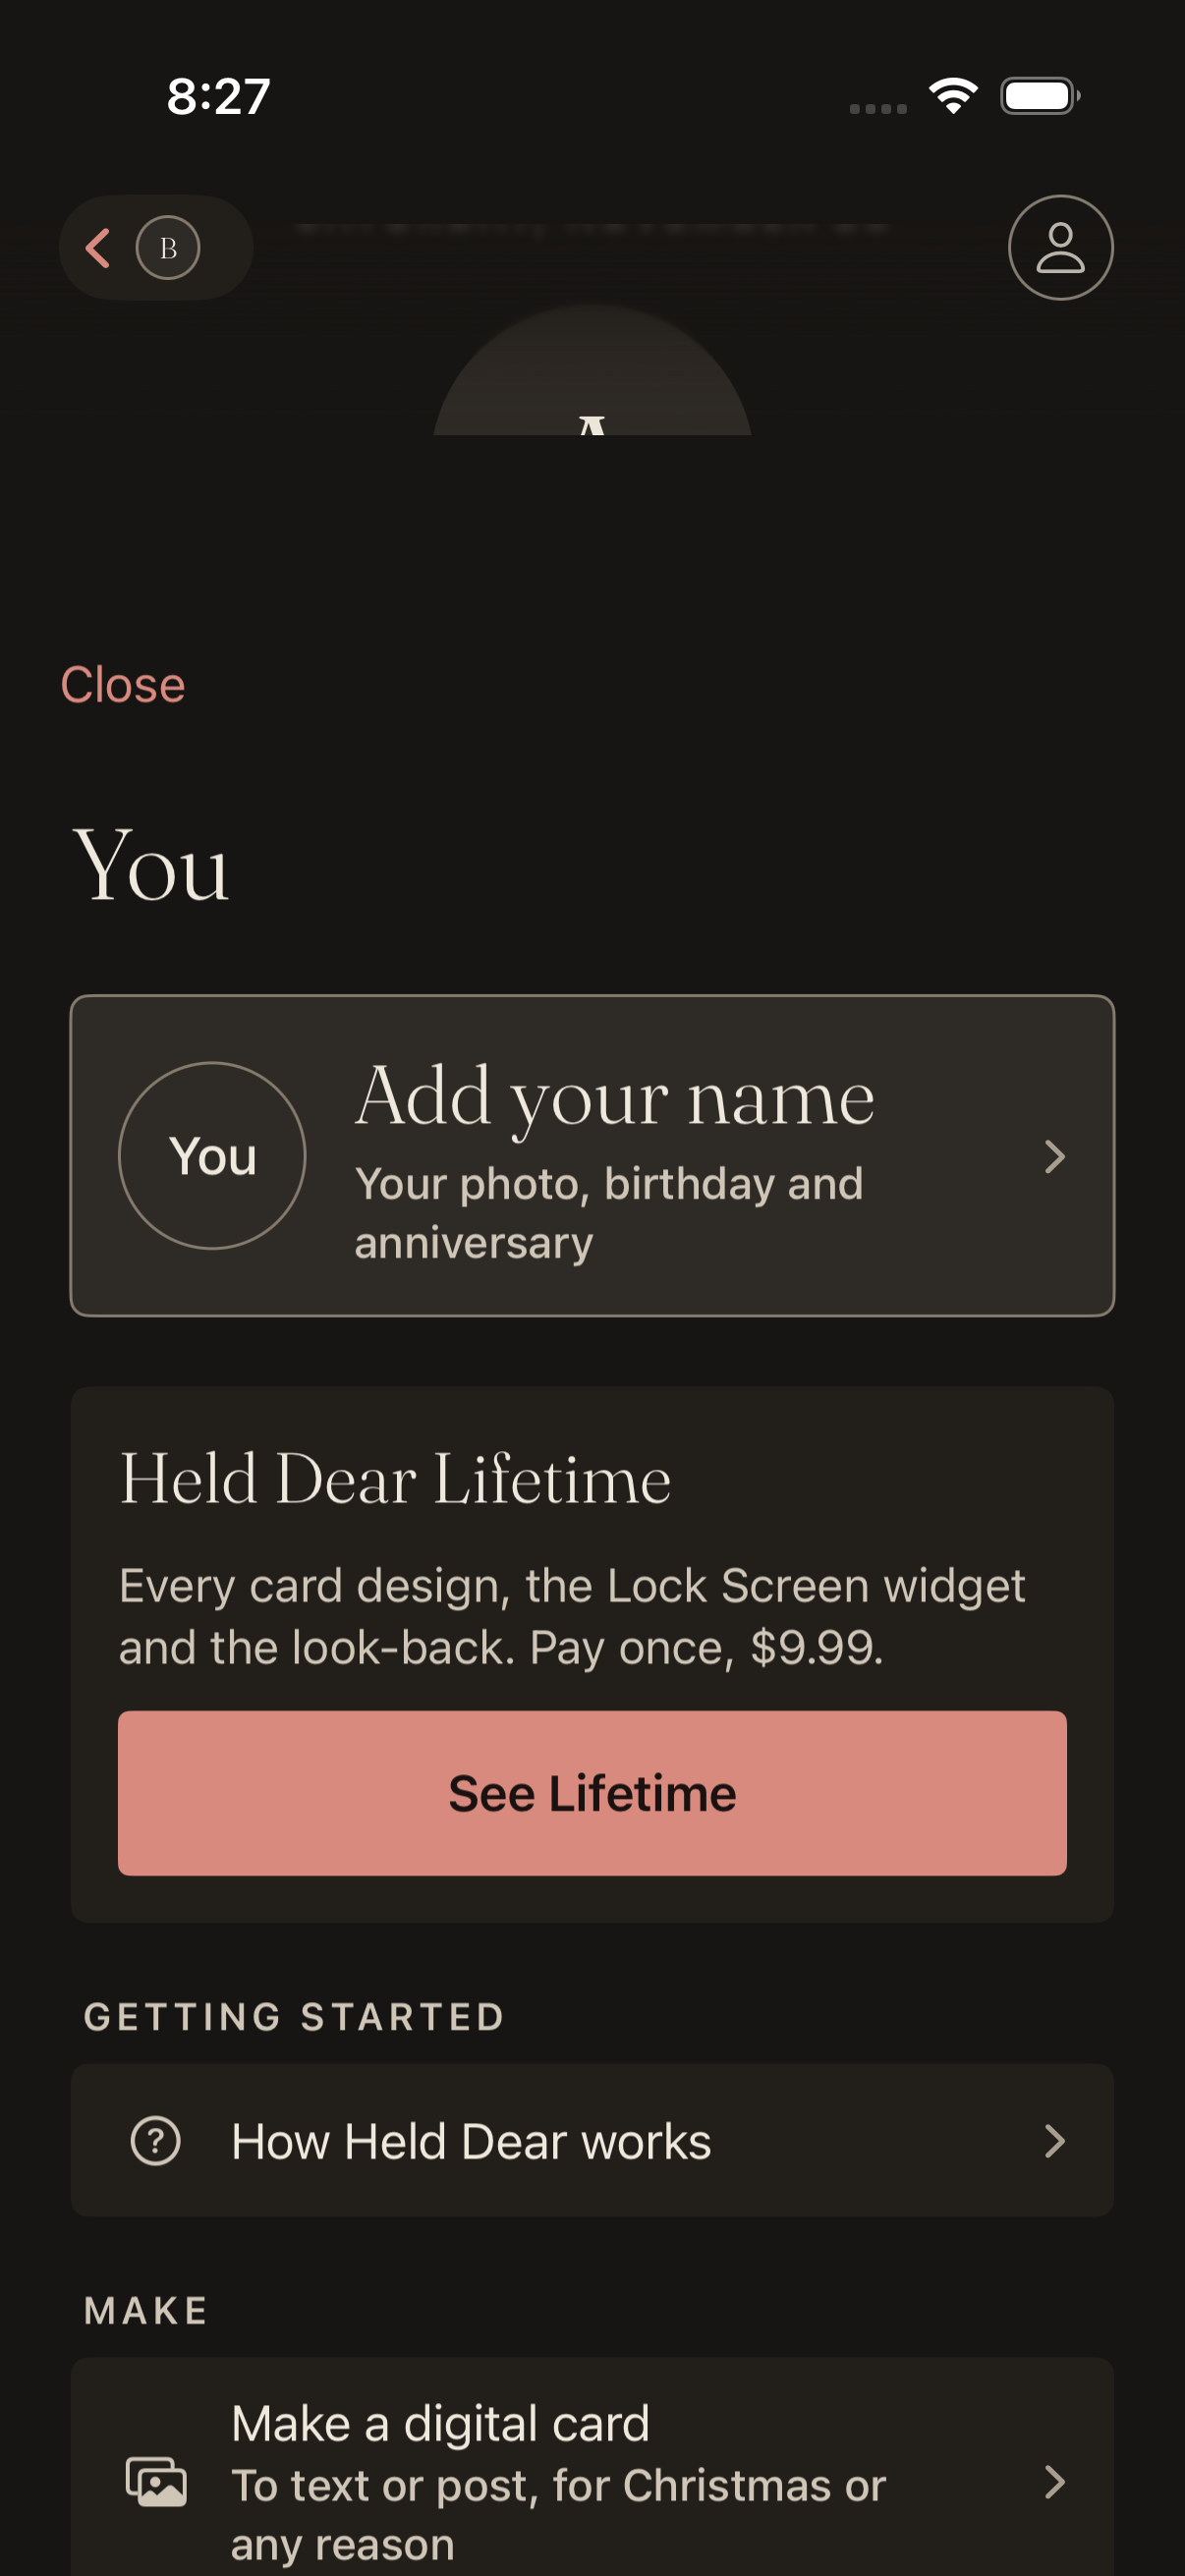 8:27
B
A
Close
You
Add your name
You
Your photo, birthday and
anniversary
Held Dear Lifetime
Every card design, the Lock Screen widget
and the look-back. Pay once, $9.99.
See Lifetime
GETTING STARTED
? How Held Dear works
MAKE
Make a digital card
To text or post, for Christmas or
any reason